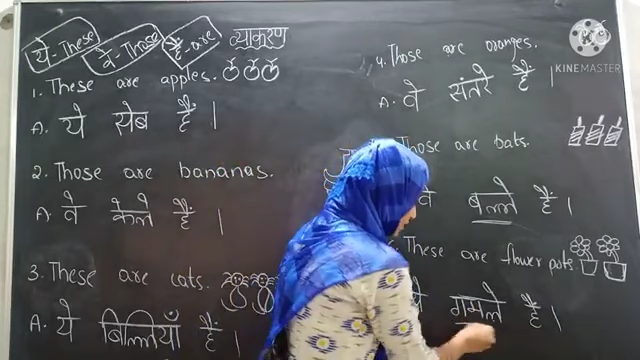 ये - These
वे - Those
हैं - are
व्याकरण
1. These are apples.
A. ये सेब हैं ।
2. Those are bananas.
A. वे केले हैं ।
3. These are cats.
A. ये बिल्लियाँ हैं ।
4. Those are oranges.
A. वे संतरे हैं ।
Those are bats.
वे बल्ले हैं ।
These are flower pots
गमले हैं ।
KINEMASTER